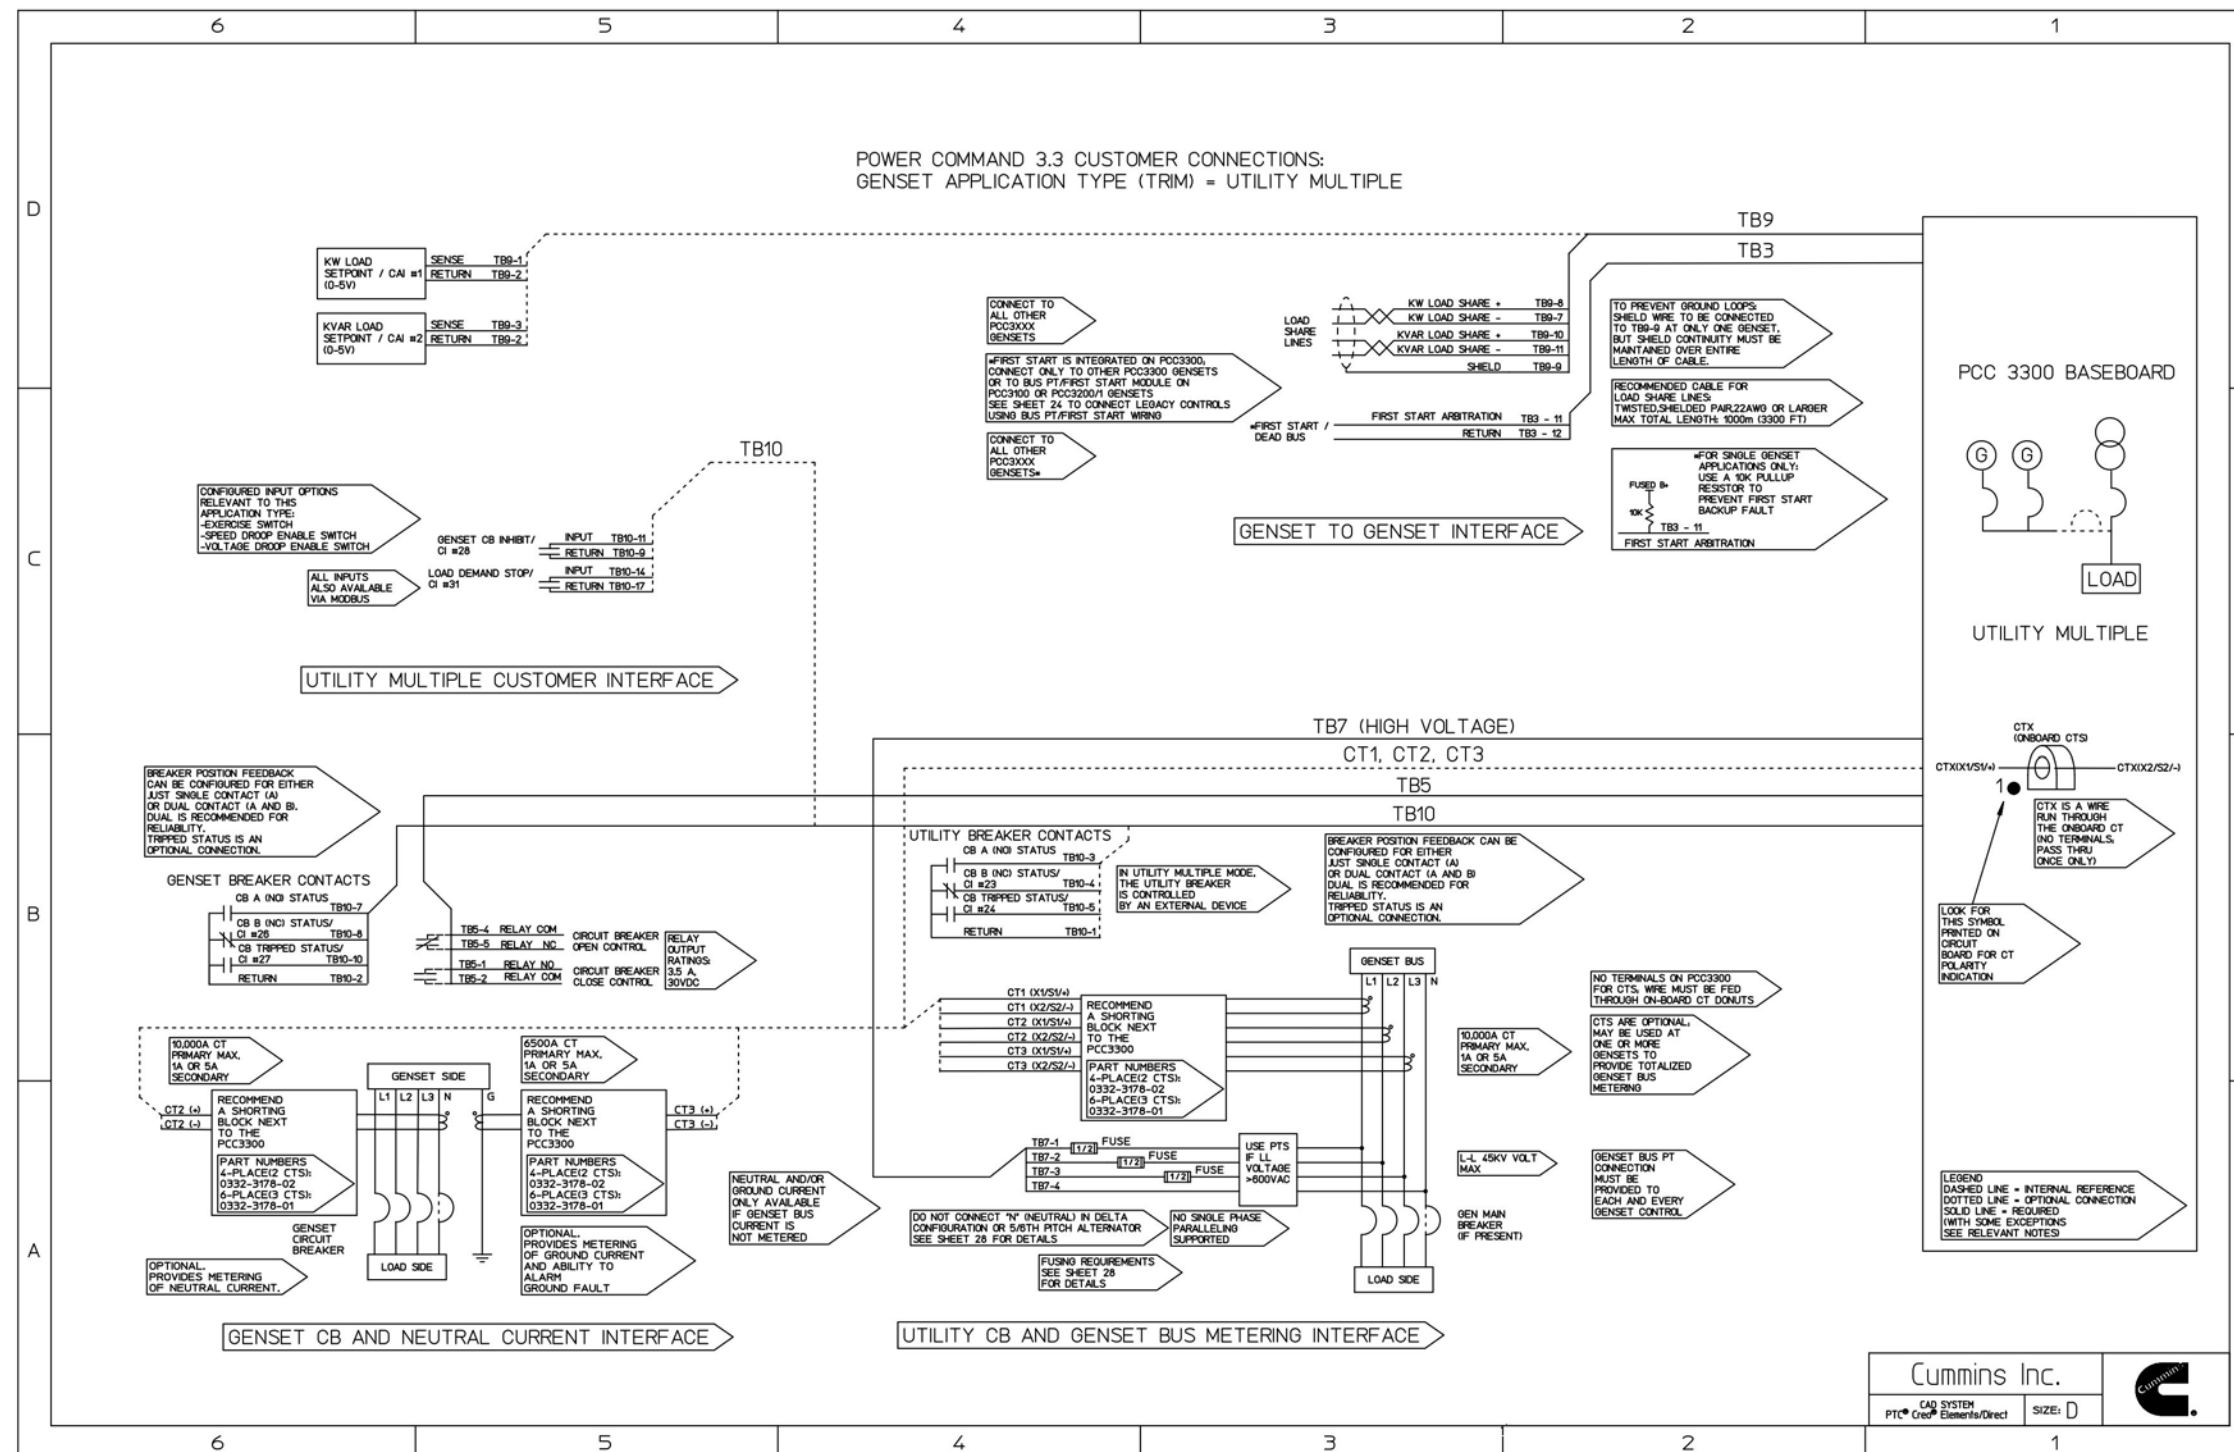 6 5 4 3 2 1
POWER COMMAND 3.3 CUSTOMER CONNECTIONS:
GENSET APPLICATION TYPE (TRIM) = UTILITY MULTIPLE
D
C
B
A
KW LOAD
SETPOINT / CAI #1
(0-5V)
SENSE TB9-1
RETURN TB9-2
KVAR LOAD
SETPOINT / CAI #2
(0-5V)
SENSE TB9-3
RETURN TB9-2
CONNECT TO
ALL OTHER
PCC3XXX
GENSETS
*FIRST START IS INTEGRATED ON PCC3300,
CONNECT ONLY TO OTHER PCC3300 GENSETS
OR TO BUS PT/FIRST START MODULE ON
PCC3100 OR PCC3200/1 GENSETS
SEE SHEET 24 TO CONNECT LEGACY CONTROLS
USING BUS PT/FIRST START WIRING
CONNECT TO
ALL OTHER
PCC3XXX
GENSETS*
LOAD
SHARE
LINES
KW LOAD SHARE + TB9-8
KW LOAD SHARE - TB9-7
KVAR LOAD SHARE + TB9-10
KVAR LOAD SHARE - TB9-11
SHIELD TB9-9
*FIRST START /
DEAD BUS
FIRST START ARBITRATION TB3 - 11
RETURN TB3 - 12
TB9
TB3
TO PREVENT GROUND LOOPS:
SHIELD WIRE TO BE CONNECTED
TO TB9-9 AT ONLY ONE GENSET,
BUT SHIELD CONTINUITY MUST BE
MAINTAINED OVER ENTIRE
LENGTH OF CABLE.
RECOMMENDED CABLE FOR
LOAD SHARE LINES:
TWISTED,SHIELDED PAIR,22AWG OR LARGER
MAX TOTAL LENGTH: 1000m (3300 FT)
*FOR SINGLE GENSET
APPLICATIONS ONLY:
USE A 10K PULLUP
RESISTOR TO
PREVENT FIRST START
BACKUP FAULT
FUSED B+
10K
TB3 - 11
FIRST START ARBITRATION
GENSET TO GENSET INTERFACE
PCC 3300 BASEBOARD
G G
LOAD
UTILITY MULTIPLE
TB10
CONFIGURED INPUT OPTIONS
RELEVANT TO THIS
APPLICATION TYPE:
-EXERCISE SWITCH
-SPEED DROOP ENABLE SWITCH
-VOLTAGE DROOP ENABLE SWITCH
ALL INPUTS
ALSO AVAILABLE
VIA MODBUS
GENSET CB INHIBIT/
CI #28
INPUT TB10-11
RETURN TB10-9
LOAD DEMAND STOP/
CI #31
INPUT TB10-14
RETURN TB10-17
UTILITY MULTIPLE CUSTOMER INTERFACE
TB7 (HIGH VOLTAGE)
CT1, CT2, CT3
TB5
TB10
CTX
(ONBOARD CTS)
CTX(X1/S1/+)
CTX(X2/S2/-)
1
CTX IS A WIRE
RUN THROUGH
THE ONBOARD CT
(NO TERMINALS,
PASS THRU
ONCE ONLY)
LOOK FOR
THIS SYMBOL
PRINTED ON
CIRCUIT
BOARD FOR CT
POLARITY
INDICATION
BREAKER POSITION FEEDBACK
CAN BE CONFIGURED FOR EITHER
JUST SINGLE CONTACT (A)
OR DUAL CONTACT (A AND B).
DUAL IS RECOMMENDED FOR
RELIABILITY.
TRIPPED STATUS IS AN
OPTIONAL CONNECTION.
GENSET BREAKER CONTACTS
CB A (NO) STATUS
TB10-7
CB B (NC) STATUS/
CI #26 TB10-8
CB TRIPPED STATUS/
CI #27 TB10-10
RETURN TB10-2
TB5-4 RELAY COM
TB5-5 RELAY NC
CIRCUIT BREAKER
OPEN CONTROL
TB5-1 RELAY NO
TB5-2 RELAY COM
CIRCUIT BREAKER
CLOSE CONTROL
RELAY
OUTPUT
RATINGS:
3.5 A,
30VDC
UTILITY BREAKER CONTACTS
CB A (NO) STATUS
TB10-3
CB B (NC) STATUS/
CI #23 TB10-4
CB TRIPPED STATUS/
CI #24 TB10-5
RETURN TB10-1
IN UTILITY MULTIPLE MODE,
THE UTILITY BREAKER
IS CONTROLLED
BY AN EXTERNAL DEVICE
BREAKER POSITION FEEDBACK CAN BE
CONFIGURED FOR EITHER
JUST SINGLE CONTACT (A)
OR DUAL CONTACT (A AND B)
DUAL IS RECOMMENDED FOR
RELIABILITY.
TRIPPED STATUS IS AN
OPTIONAL CONNECTION.
10,000A CT
PRIMARY MAX,
1A OR 5A
SECONDARY
6500A CT
PRIMARY MAX,
1A OR 5A
SECONDARY
GENSET SIDE
L1 L2 L3 N G
CT2 (+)
CT2 (-)
RECOMMEND
A SHORTING
BLOCK NEXT
TO THE
PCC3300
PART NUMBERS
4-PLACE(2 CTS):
0332-3178-02
6-PLACE(3 CTS):
0332-3178-01
RECOMMEND
A SHORTING
BLOCK NEXT
TO THE
PCC3300
PART NUMBERS
4-PLACE(2 CTS):
0332-3178-02
6-PLACE(3 CTS):
0332-3178-01
CT3 (+)
CT3 (-)
GENSET
CIRCUIT
BREAKER
LOAD SIDE
OPTIONAL.
PROVIDES METERING
OF NEUTRAL CURRENT.
OPTIONAL.
PROVIDES METERING
OF GROUND CURRENT
AND ABILITY TO
ALARM
GROUND FAULT
NEUTRAL AND/OR
GROUND CURRENT
ONLY AVAILABLE
IF GENSET BUS
CURRENT IS
NOT METERED
GENSET CB AND NEUTRAL CURRENT INTERFACE
GENSET BUS
L1 L2 L3 N
CT1 (X1/S1/+)
CT1 (X2/S2/-)
CT2 (X1/S1/+)
CT2 (X2/S2/-)
CT3 (X1/S1/+)
CT3 (X2/S2/-)
RECOMMEND
A SHORTING
BLOCK NEXT
TO THE
PCC3300
PART NUMBERS
4-PLACE(2 CTS):
0332-3178-02
6-PLACE(3 CTS):
0332-3178-01
10,000A CT
PRIMARY MAX,
1A OR 5A
SECONDARY
NO TERMINALS ON PCC3300
FOR CTS, WIRE MUST BE FED
THROUGH ON-BOARD CT DONUTS
CTS ARE OPTIONAL,
MAY BE USED AT
ONE OR MORE
GENSETS TO
PROVIDE TOTALIZED
GENSET BUS
METERING
TB7-1 1/2 FUSE
TB7-2 1/2 FUSE
TB7-3 1/2 FUSE
TB7-4
USE PTS
IF LL
VOLTAGE
>600VAC
L-L 45KV VOLT
MAX
GENSET BUS PT
CONNECTION
MUST BE
PROVIDED TO
EACH AND EVERY
GENSET CONTROL
DO NOT CONNECT "N" (NEUTRAL) IN DELTA
CONFIGURATION OR 5/6TH PITCH ALTERNATOR
SEE SHEET 28 FOR DETAILS
NO SINGLE PHASE
PARALLELING
SUPPORTED
FUSING REQUIREMENTS
SEE SHEET 28
FOR DETAILS
GEN MAIN
BREAKER
(IF PRESENT)
LOAD SIDE
UTILITY CB AND GENSET BUS METERING INTERFACE
LEGEND
DASHED LINE = INTERNAL REFERENCE
DOTTED LINE = OPTIONAL CONNECTION
SOLID LINE = REQUIRED
(WITH SOME EXCEPTIONS
SEE RELEVANT NOTES)
Cummins Inc.
CAD SYSTEM
PTC® Creo® Elements/Direct
SIZE: D
Cummins
6 5 4 3 2 1